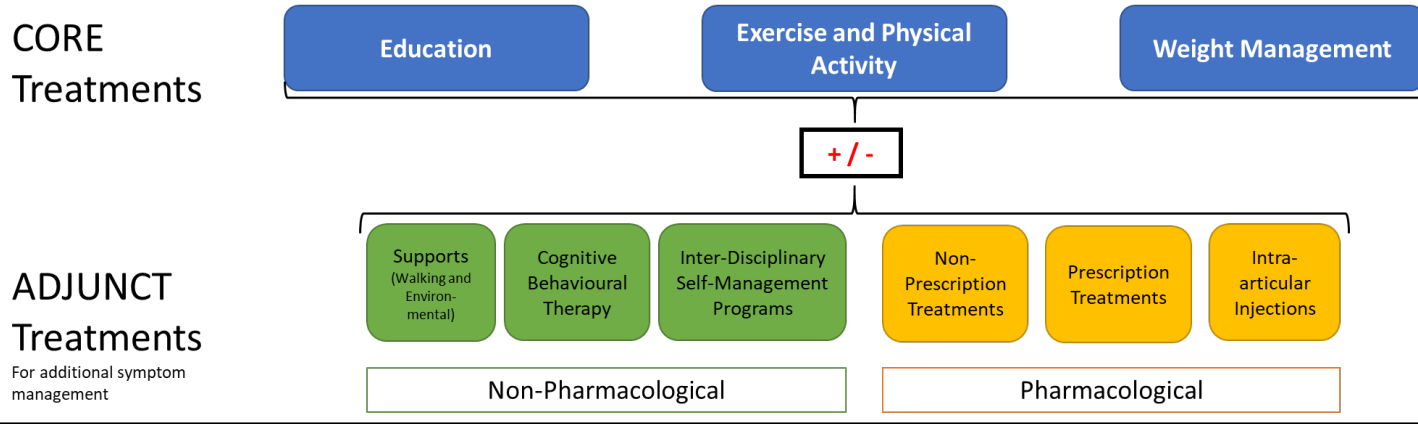 CORE
Treatments
Education
Exercise and Physical
Activity
Weight Management
+ / -
ADJUNCT
Treatments
For additional symptom
management
Supports
(Walking and
Environ-
mental)
Cognitive
Behavioural
Therapy
Inter-Disciplinary
Self-Management
Programs
Non-
Prescription
Treatments
Prescription
Treatments
Intra-
articular
Injections
Non-Pharmacological
Pharmacological